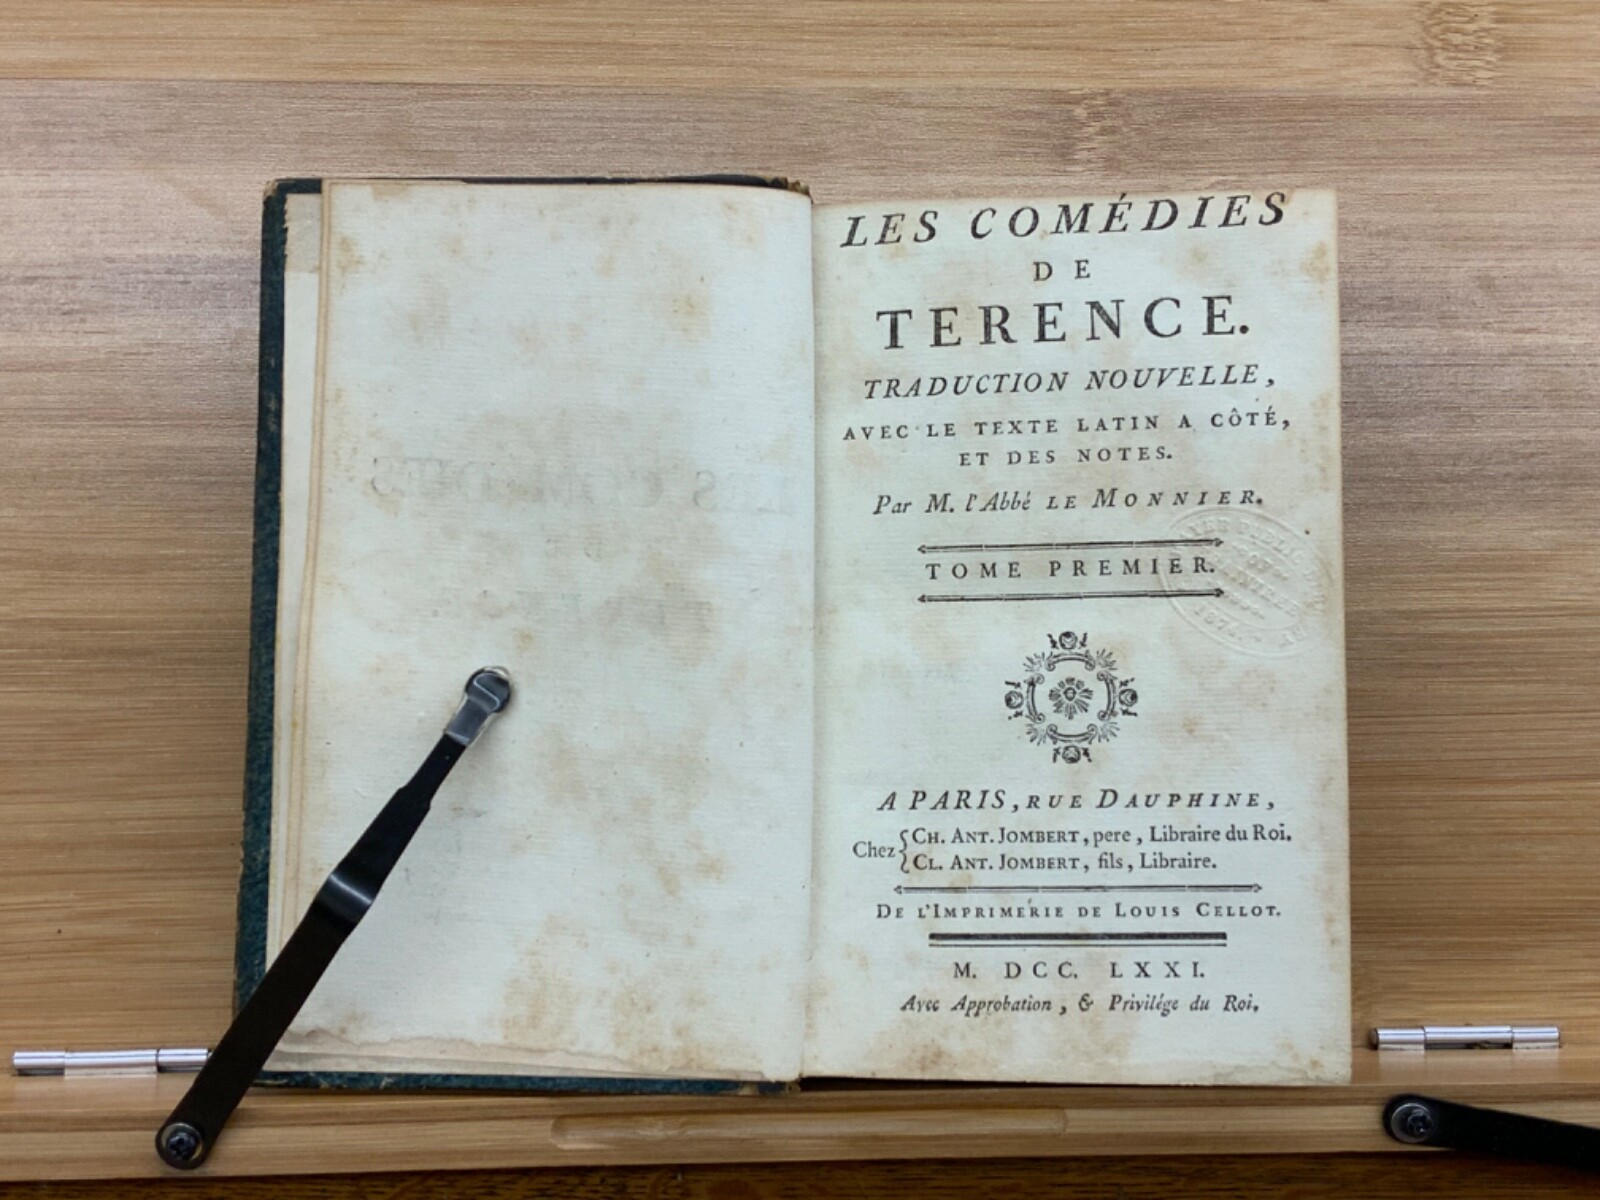 LES COMÉDIES
DE
TERENCE.
TRADUCTION NOUVELLE,
AVEC LE TEXTE LATIN A CÔTÉ,
ET DES NOTES.
Par M. l'Abbé LE MONNIER.
TOME PREMIER.
A PARIS, RUE DAUPHINE,
Chez
CH. ANT. JOMBERT, pere, Libraire du Roi.
CL. ANT. JOMBERT, fils, Libraire.
DE L'IMPRIMERIE DE LOUIS CELLOT.
M. DCC. LXXI.
Avec Approbation, & Privilége du Roi.